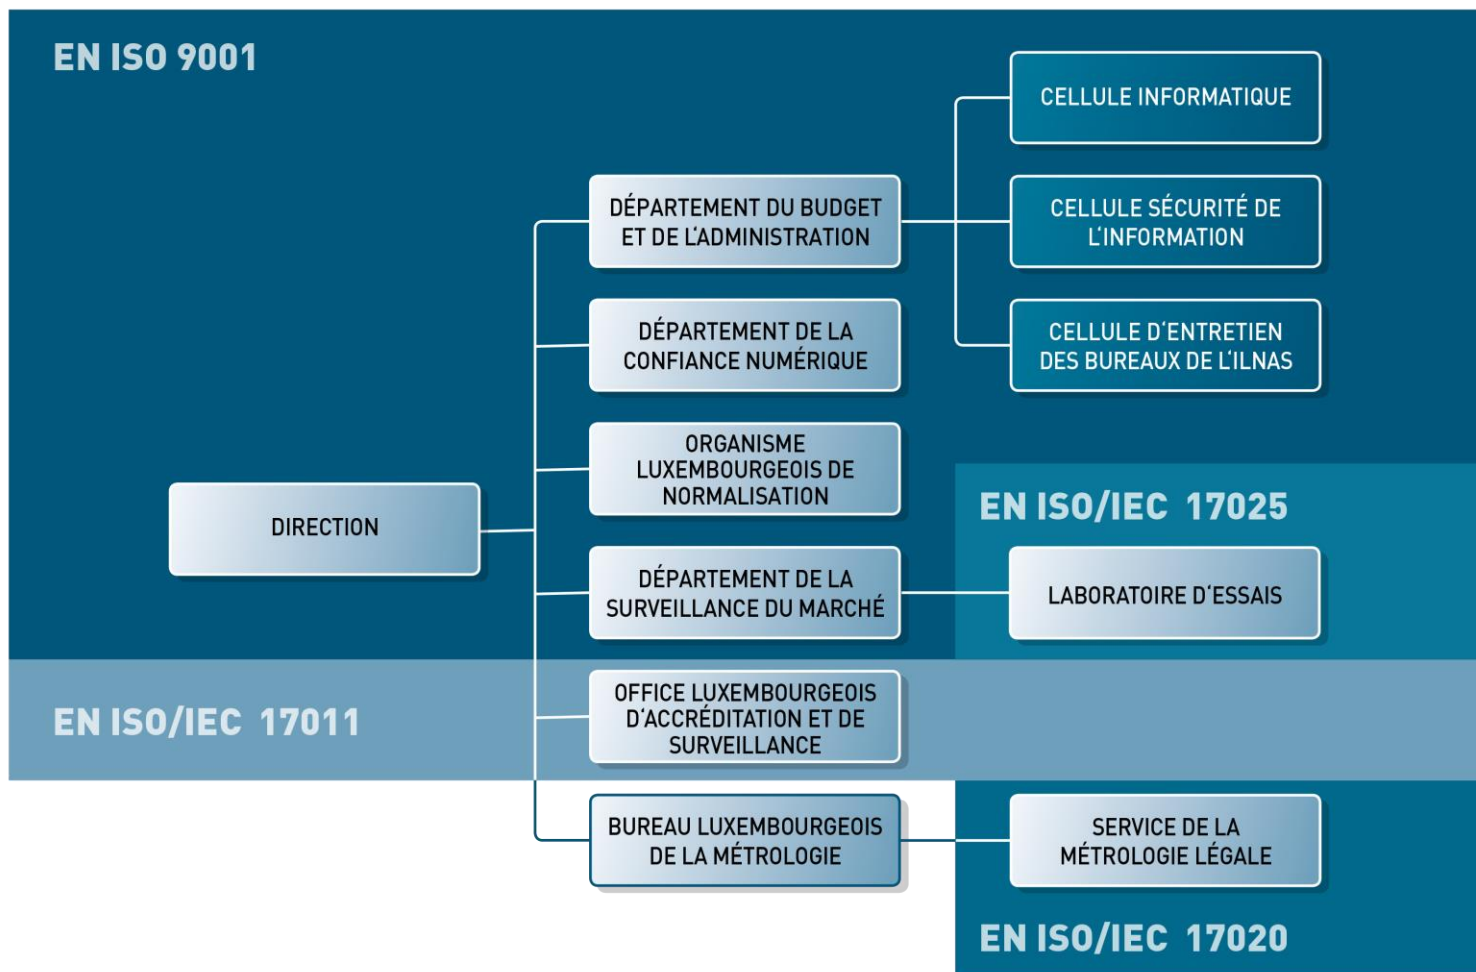 EN ISO 9001
CELLULE INFORMATIQUE
DÉPARTEMENT DU BUDGET
ET DE L'ADMINISTRATION
CELLULE SÉCURITÉ DE
L'INFORMATION
DÉPARTEMENT DE LA
CONFIANCE NUMÉRIQUE
CELLULE D'ENTRETIEN
DES BUREAUX DE L'ILNAS
ORGANISME
LUXEMBOURGEOIS DE
NORMALISATION
DIRECTION
EN ISO/IEC 17025
DÉPARTEMENT DE LA
SURVEILLANCE DU MARCHÉ
LABORATOIRE D'ESSAIS
EN ISO/IEC 17011
OFFICE LUXEMBOURGEOIS
D'ACCRÉDITATION ET DE
SURVEILLANCE
BUREAU LUXEMBOURGEOIS
DE LA MÉTROLOGIE
SERVICE DE LA
MÉTROLOGIE LÉGALE
EN ISO/IEC 17020